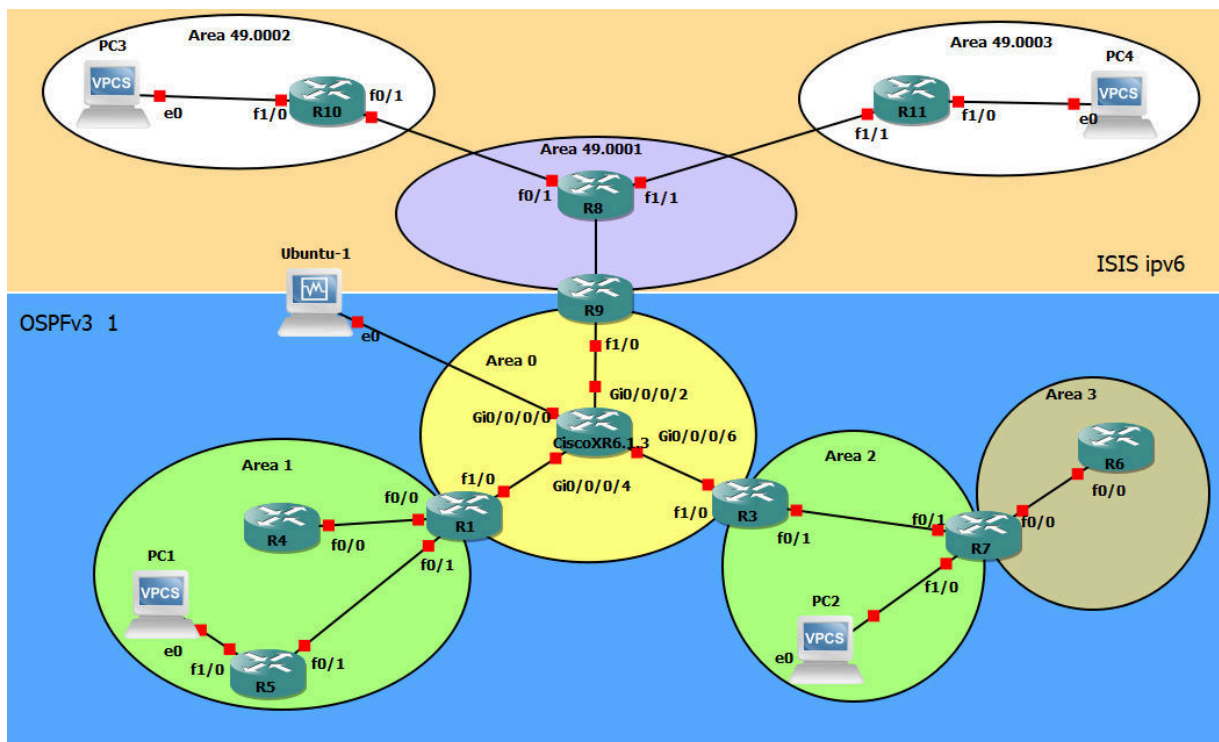 Area 49.0002
PC3
VPCS
e0
f1/0
R10
f0/1
Area 49.0003
PC4
R11
f1/1
f1/0
e0
VPCS
Area 49.0001
f0/1
R8
f1/1
Ubuntu-1
e0
ISIS ipv6
OSPFv3 1
R9
f1/0
Area 0
Gi0/0/0/2
Gi0/0/0/0
CiscoXR6.1.3
Gi0/0/0/6
Gi0/0/0/4
Area 1
f1/0
f0/0
R4
f0/0
R1
f0/1
PC1
VPCS
e0
f1/0
R5
f0/1
Area 2
f1/0
R3
f0/1
f0/1
R7
f1/0
f0/0
PC2
VPCS
e0
Area 3
R6
f0/0